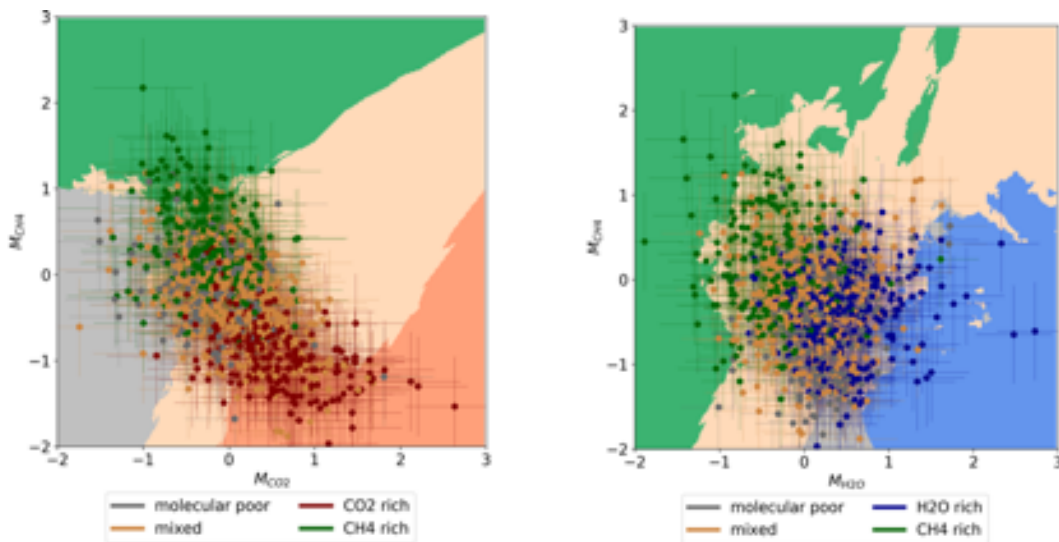 3
3
2
2
1
1
M_CH4
M_CH4
0
0
−1
−1
−2
−2
−2 −1 0 1 2 3
−2 −1 0 1 2 3
M_CO2
M_H2O
molecular poor CO2 rich
mixed CH4 rich
molecular poor H2O rich
mixed CH4 rich